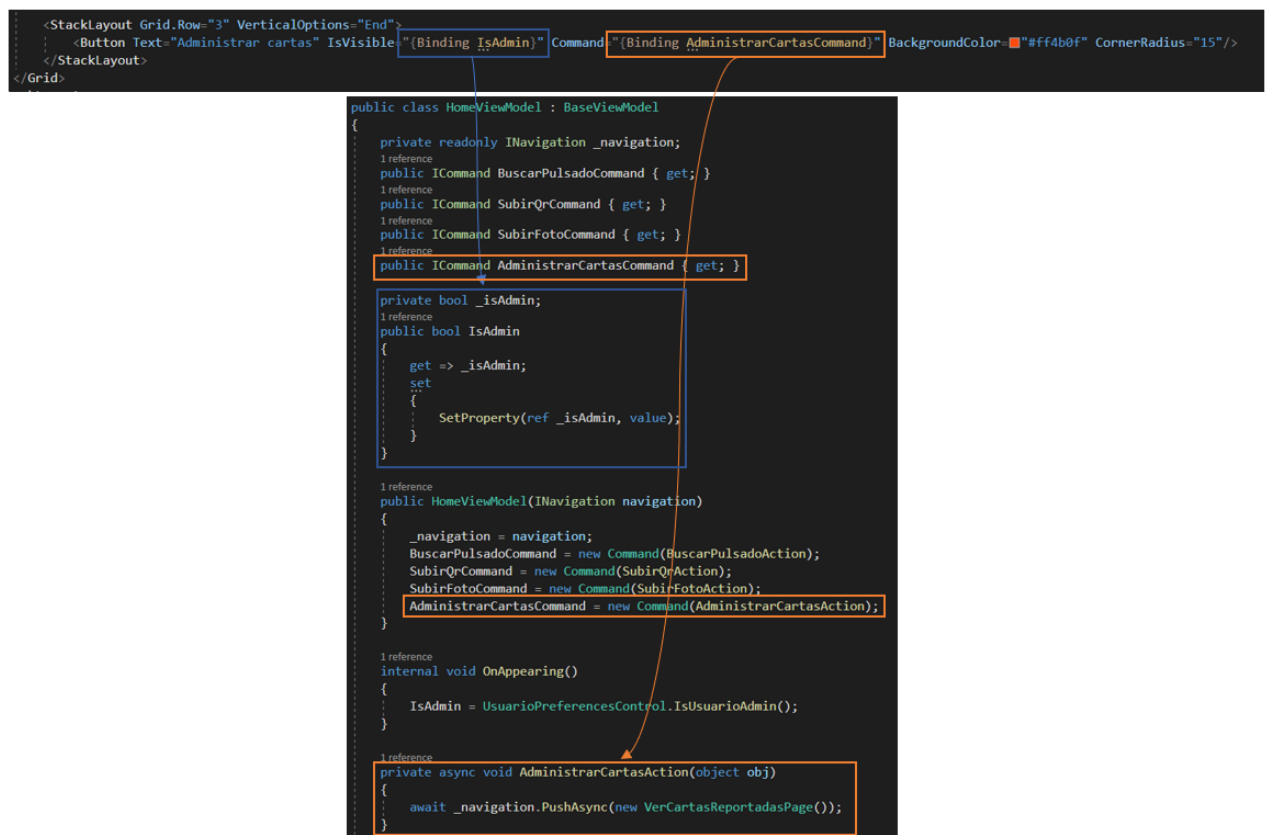 <StackLayout Grid.Row="3" VerticalOptions="End">
<Button Text="Administrar cartas" IsVisible="{Binding IsAdmin}" Command="{Binding AdministrarCartasCommand}" BackgroundColor="#ff4b0f" CornerRadius="15"/>
</StackLayout>
</Grid>
public class HomeViewModel : BaseViewModel
{
private readonly INavigation _navigation;
1 reference
public ICommand BuscarPulsadoCommand { get; }
1 reference
public ICommand SubirQrCommand { get; }
1 reference
public ICommand SubirFotoCommand { get; }
1 reference
public ICommand AdministrarCartasCommand { get; }
private bool _isAdmin;
1 reference
public bool IsAdmin
{
get => _isAdmin;
set
{
SetProperty(ref _isAdmin, value);
}
}
1 reference
public HomeViewModel(INavigation navigation)
{
_navigation = navigation;
BuscarPulsadoCommand = new Command(BuscarPulsadoAction);
SubirQrCommand = new Command(SubirQrAction);
SubirFotoCommand = new Command(SubirFotoAction);
AdministrarCartasCommand = new Command(AdministrarCartasAction);
}
1 reference
internal void OnAppearing()
{
IsAdmin = UsuarioPreferencesControl.IsUsuarioAdmin();
}
1 reference
private async void AdministrarCartasAction(object obj)
{
await _navigation.PushAsync(new VerCartasReportadasPage());
}